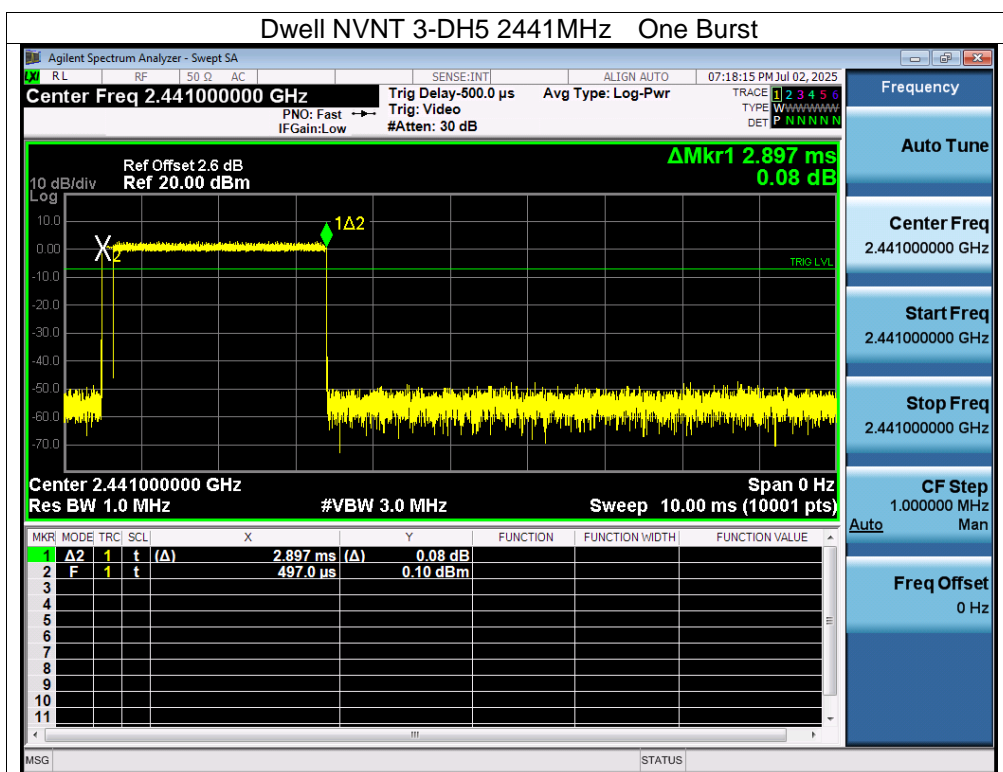 Dwell NVNT 3-DH5 2441MHz One Burst
Agilent Spectrum Analyzer - Swept SA
LXI RL RF 50 Ω AC SENSE:INT ALIGN AUTO 07:18:15 PM Jul 02, 2025
Center Freq 2.441000000 GHz Trig Delay-500.0 µs Avg Type: Log-Pwr TRACE 1 2 3 4 5 6
PNO: Fast Trig: Video TYPE WWWWWW
IFGain:Low #Atten: 30 dB DET P N N N N N
ΔMkr1 2.897 ms
0.08 dB
Ref Offset 2.6 dB
10 dB/div Ref 20.00 dBm
Log
10.0
0.00
-10.0
-20.0
-30.0
-40.0
-50.0
-60.0
-70.0
1Δ2
2
TRIG LVL
Center 2.441000000 GHz Span 0 Hz
Res BW 1.0 MHz #VBW 3.0 MHz Sweep 10.00 ms (10001 pts)
MKR MODE TRC SCL X Y FUNCTION FUNCTION WIDTH FUNCTION VALUE
1 Δ2 1 t (Δ) 2.897 ms (Δ) 0.08 dB
2 F 1 t 497.0 µs 0.10 dBm
3
4
5
6
7
8
9
10
11
MSG STATUS
Frequency
Auto Tune
Center Freq
2.441000000 GHz
Start Freq
2.441000000 GHz
Stop Freq
2.441000000 GHz
CF Step
1.000000 MHz
Auto Man
Freq Offset
0 Hz